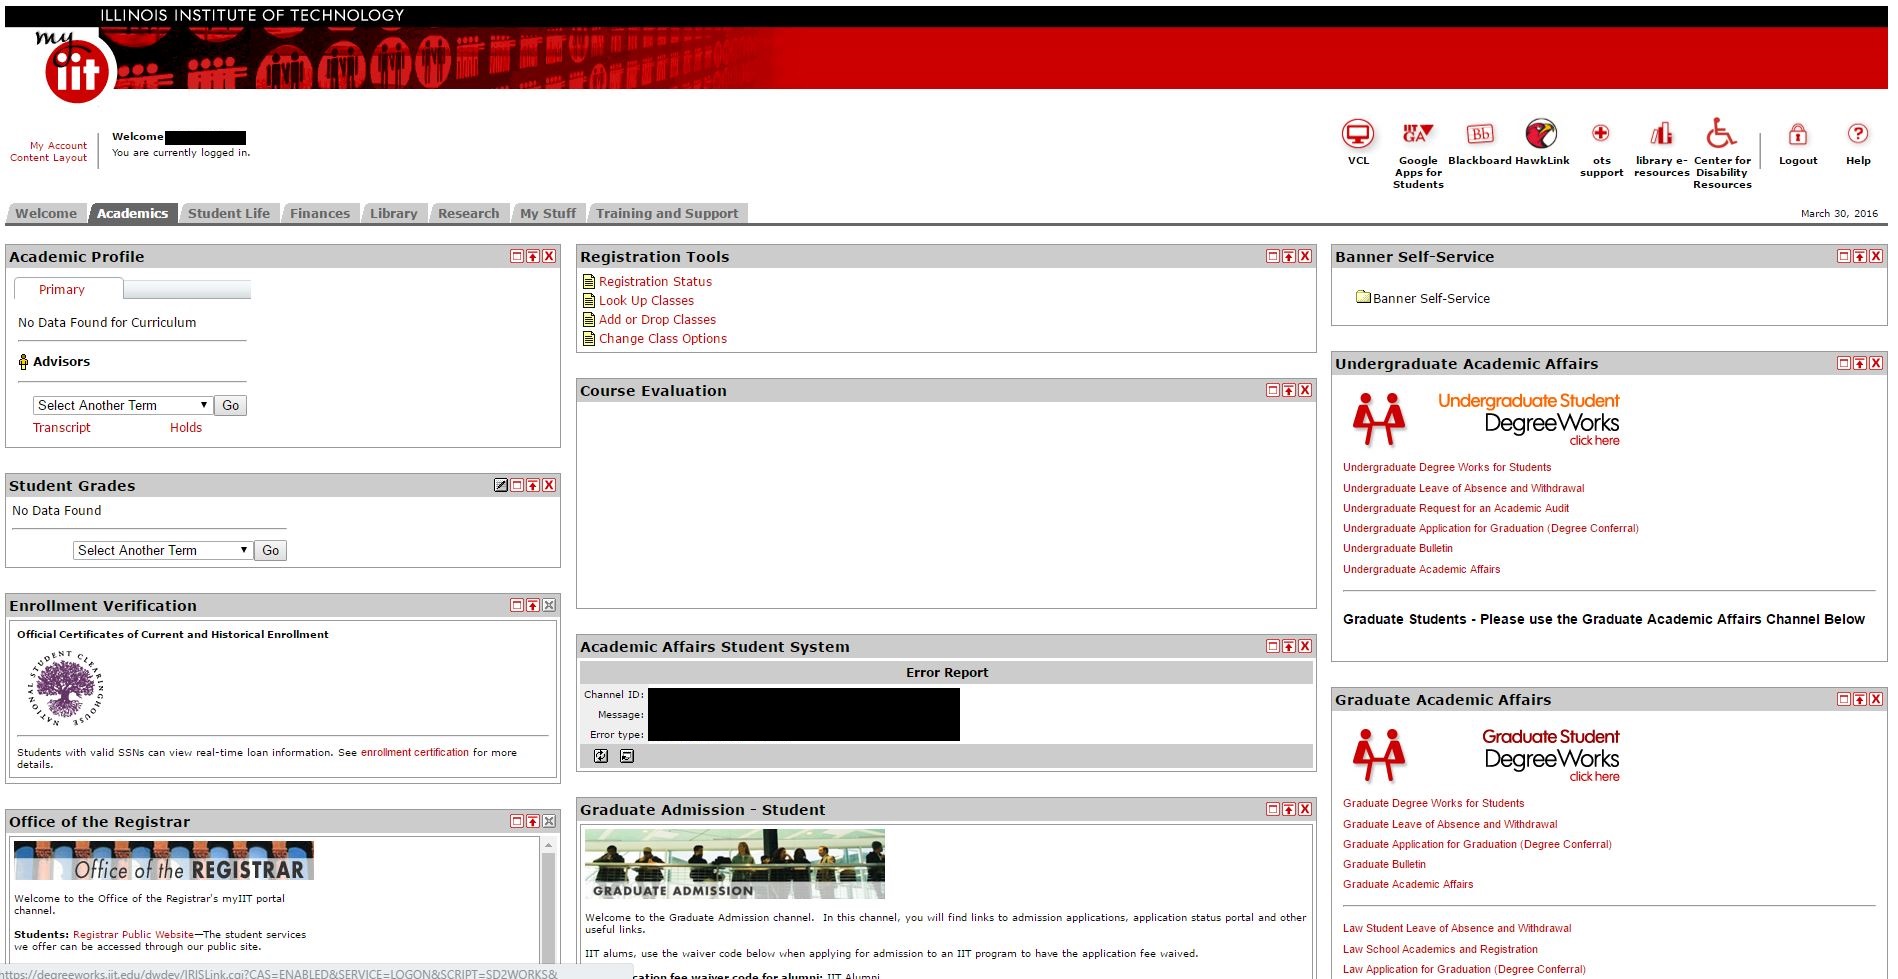 ILLINOIS INSTITUTE OF TECHNOLOGY
my
iit
My Account
Content Layout
Welcome
You are currently logged in.
VCL
Google Apps for Students
Blackboard
HawkLink
ots support
library e-resources
Center for Disability Resources
Logout
Help
Welcome
Academics
Student Life
Finances
Library
Research
My Stuff
Training and Support
March 30, 2016
Academic Profile
Primary
No Data Found for Curriculum
Advisors
Select Another Term
Go
Transcript
Holds
Student Grades
No Data Found
Select Another Term
Go
Enrollment Verification
Official Certificates of Current and Historical Enrollment
NATIONAL STUDENT CLEARINGHOUSE
Students with valid SSNs can view real-time loan information. See enrollment certification for more
details.
Office of the Registrar
Office of the REGISTRAR
Welcome to the Office of the Registrar's myIIT portal
channel.
Students: Registrar Public Website—The student services
we offer can be accessed through our public site.
https://degreeworks.iit.edu/dwdev/IRISLink.cgi?CAS=ENABLED&SERVICE=LOGON&SCRIPT=SD2WORKS&
Registration Tools
Registration Status
Look Up Classes
Add or Drop Classes
Change Class Options
Course Evaluation
Academic Affairs Student System
Error Report
Channel ID:
Message:
Error type:
Graduate Admission - Student
GRADUATE ADMISSION
Welcome to the Graduate Admission channel. In this channel, you will find links to admission applications, application status portal and other
useful links.
IIT alums, use the waiver code below when applying for admission to an IIT program to have the application fee waived.
cation fee waiver code for alumni: IIT Alumni
Banner Self-Service
Banner Self-Service
Undergraduate Academic Affairs
Undergraduate Student
DegreeWorks
click here
Undergraduate Degree Works for Students
Undergraduate Leave of Absence and Withdrawal
Undergraduate Request for an Academic Audit
Undergraduate Application for Graduation (Degree Conferral)
Undergraduate Bulletin
Undergraduate Academic Affairs
Graduate Students - Please use the Graduate Academic Affairs Channel Below
Graduate Academic Affairs
Graduate Student
DegreeWorks
click here
Graduate Degree Works for Students
Graduate Leave of Absence and Withdrawal
Graduate Application for Graduation (Degree Conferral)
Graduate Bulletin
Graduate Academic Affairs
Law Student Leave of Absence and Withdrawal
Law School Academics and Registration
Law Application for Graduation (Degree Conferral)